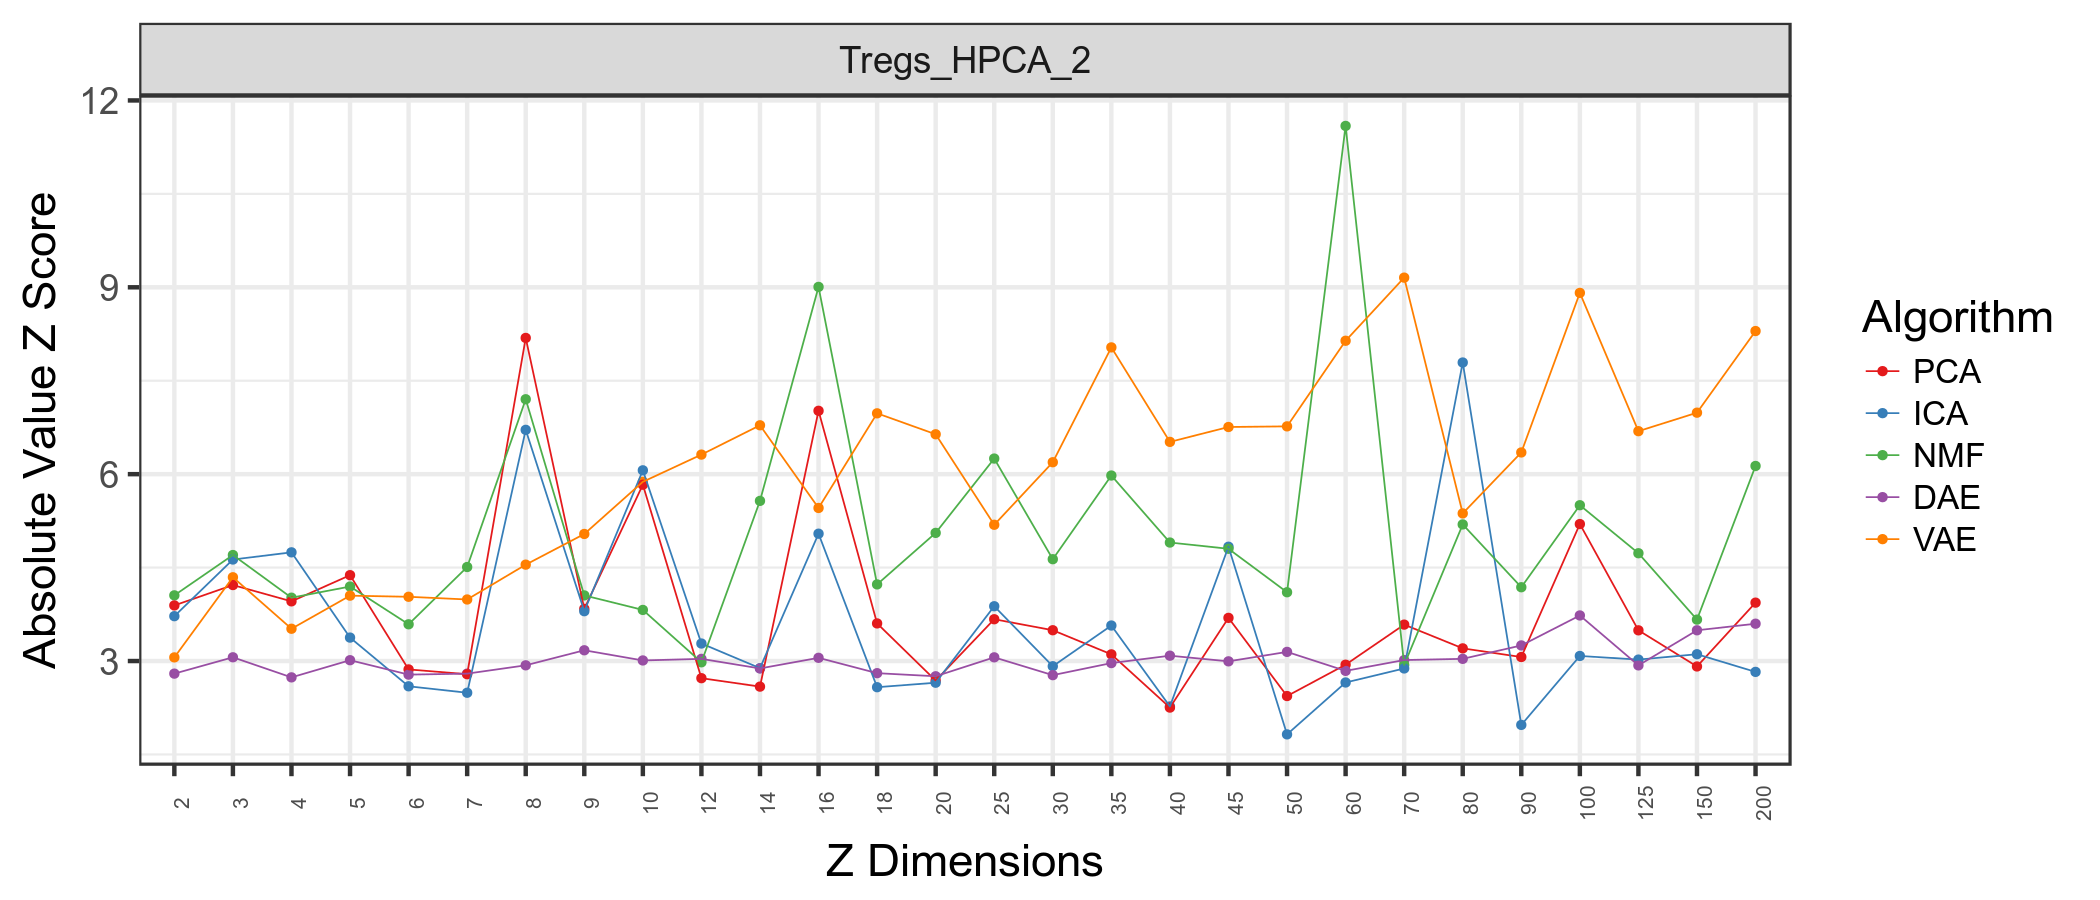 Tregs_HPCA_2
Absolute Value Z Score
12
9
6
3
2 3 4 5 6 7 8 9 10 12 14 16 18 20 25 30 35 40 45 50 60 70 80 90 100 125 150 200
Z Dimensions
Algorithm
PCA
ICA
NMF
DAE
VAE